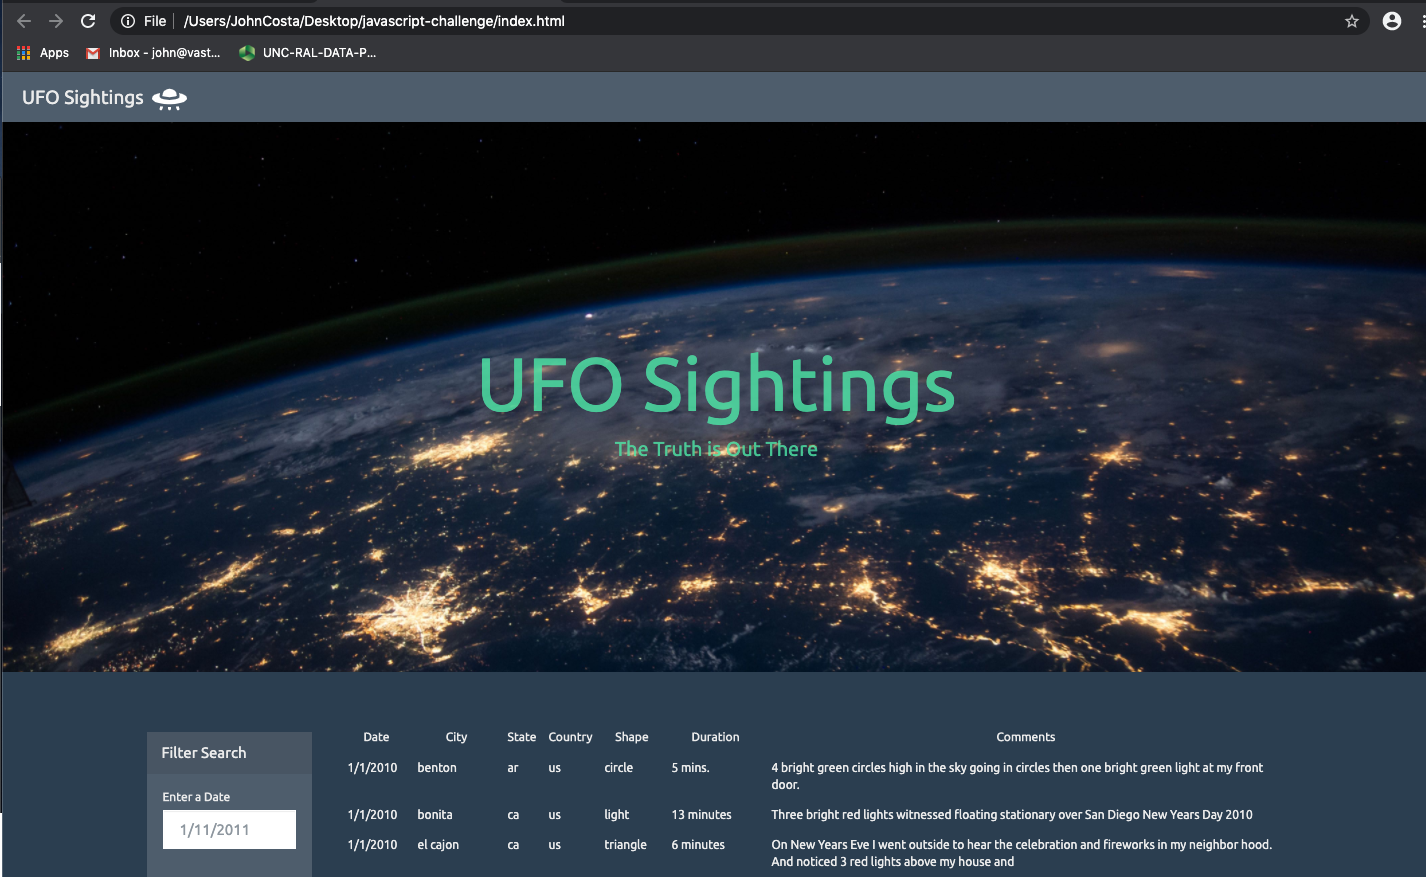 File /Users/JohnCosta/Desktop/javascript-challenge/index.html
Apps Inbox - john@vast... UNC-RAL-DATA-P...
UFO Sightings
UFO Sightings
The Truth is Out There
Filter Search
Enter a Date
1/11/2011
Date City State Country Shape Duration Comments
1/1/2010 benton ar us circle 5 mins. 4 bright green circles high in the sky going in circles then one bright green light at my front
door.
1/1/2010 bonita ca us light 13 minutes Three bright red lights witnessed floating stationary over San Diego New Years Day 2010
1/1/2010 el cajon ca us triangle 6 minutes On New Years Eve I went outside to hear the celebration and fireworks in my neighbor hood.
And noticed 3 red lights above my house and